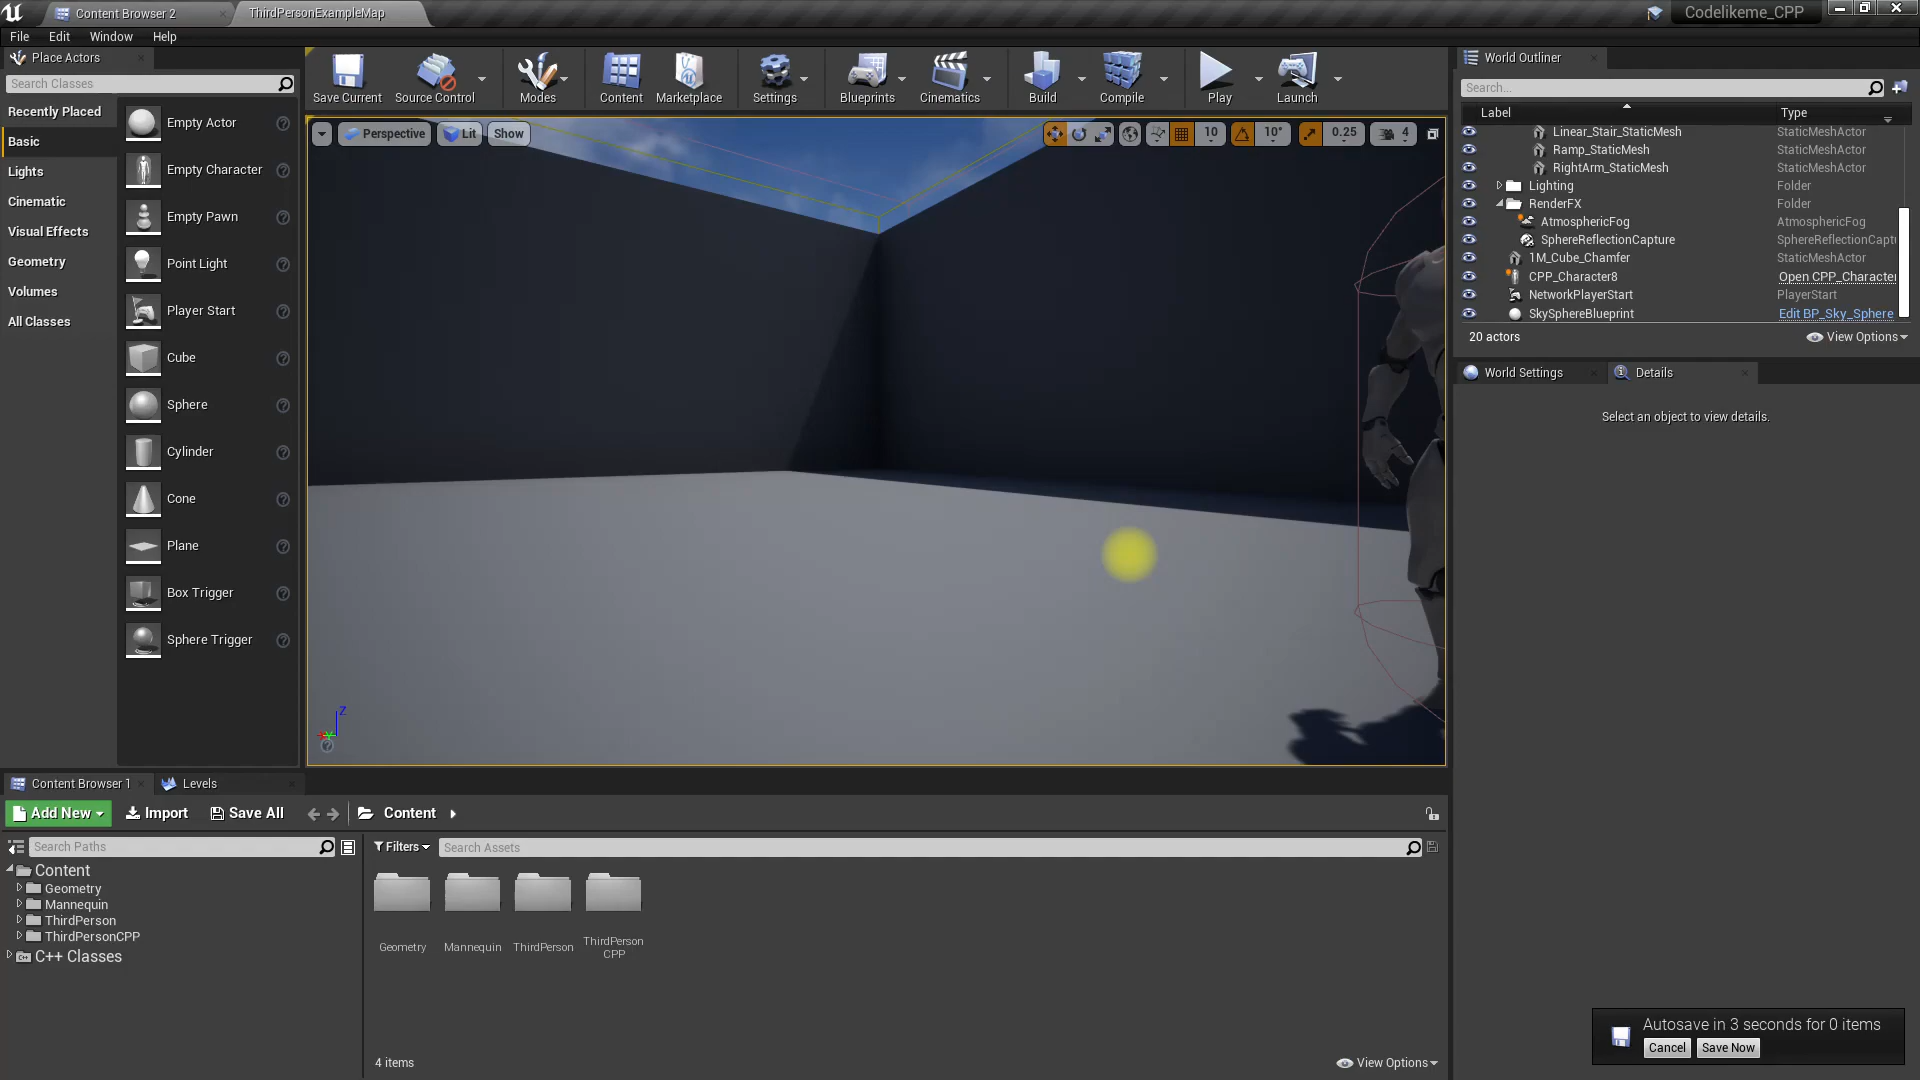 Content Browser 2
ThirdPersonExampleMap
Codelikeme_CPP
File
Edit
Window
Help
Place Actors
Search Classes
Recently Placed
Basic
Lights
Cinematic
Visual Effects
Geometry
Volumes
All Classes
Empty Actor
Empty Character
Empty Pawn
Point Light
Player Start
Cube
Sphere
Cylinder
Cone
Plane
Box Trigger
Sphere Trigger
Save Current
Source Control
Modes
Content
Marketplace
Settings
Blueprints
Cinematics
Build
Compile
Play
Launch
Perspective
Lit
Show
10
10°
0.25
4
Z
World Outliner
Search...
Label
Type
Linear_Stair_StaticMesh
StaticMeshActor
Ramp_StaticMesh
StaticMeshActor
RightArm_StaticMesh
StaticMeshActor
Lighting
Folder
RenderFX
Folder
AtmosphericFog
AtmosphericFog
SphereReflectionCapture
SphereReflectionCaptu
1M_Cube_Chamfer
StaticMeshActor
CPP_Character8
Open CPP_Character
NetworkPlayerStart
PlayerStart
SkySphereBlueprint
Edit BP_Sky_Sphere
20 actors
View Options
World Settings
Details
Select an object to view details.
Content Browser 1
Levels
Add New
Import
Save All
Content
Search Paths
Filters
Search Assets
Content
Geometry
Mannequin
ThirdPerson
ThirdPersonCPP
C++ Classes
Geometry
Mannequin
ThirdPerson
ThirdPerson
CPP
4 items
View Options
Autosave in 3 seconds for 0 items
Cancel
Save Now